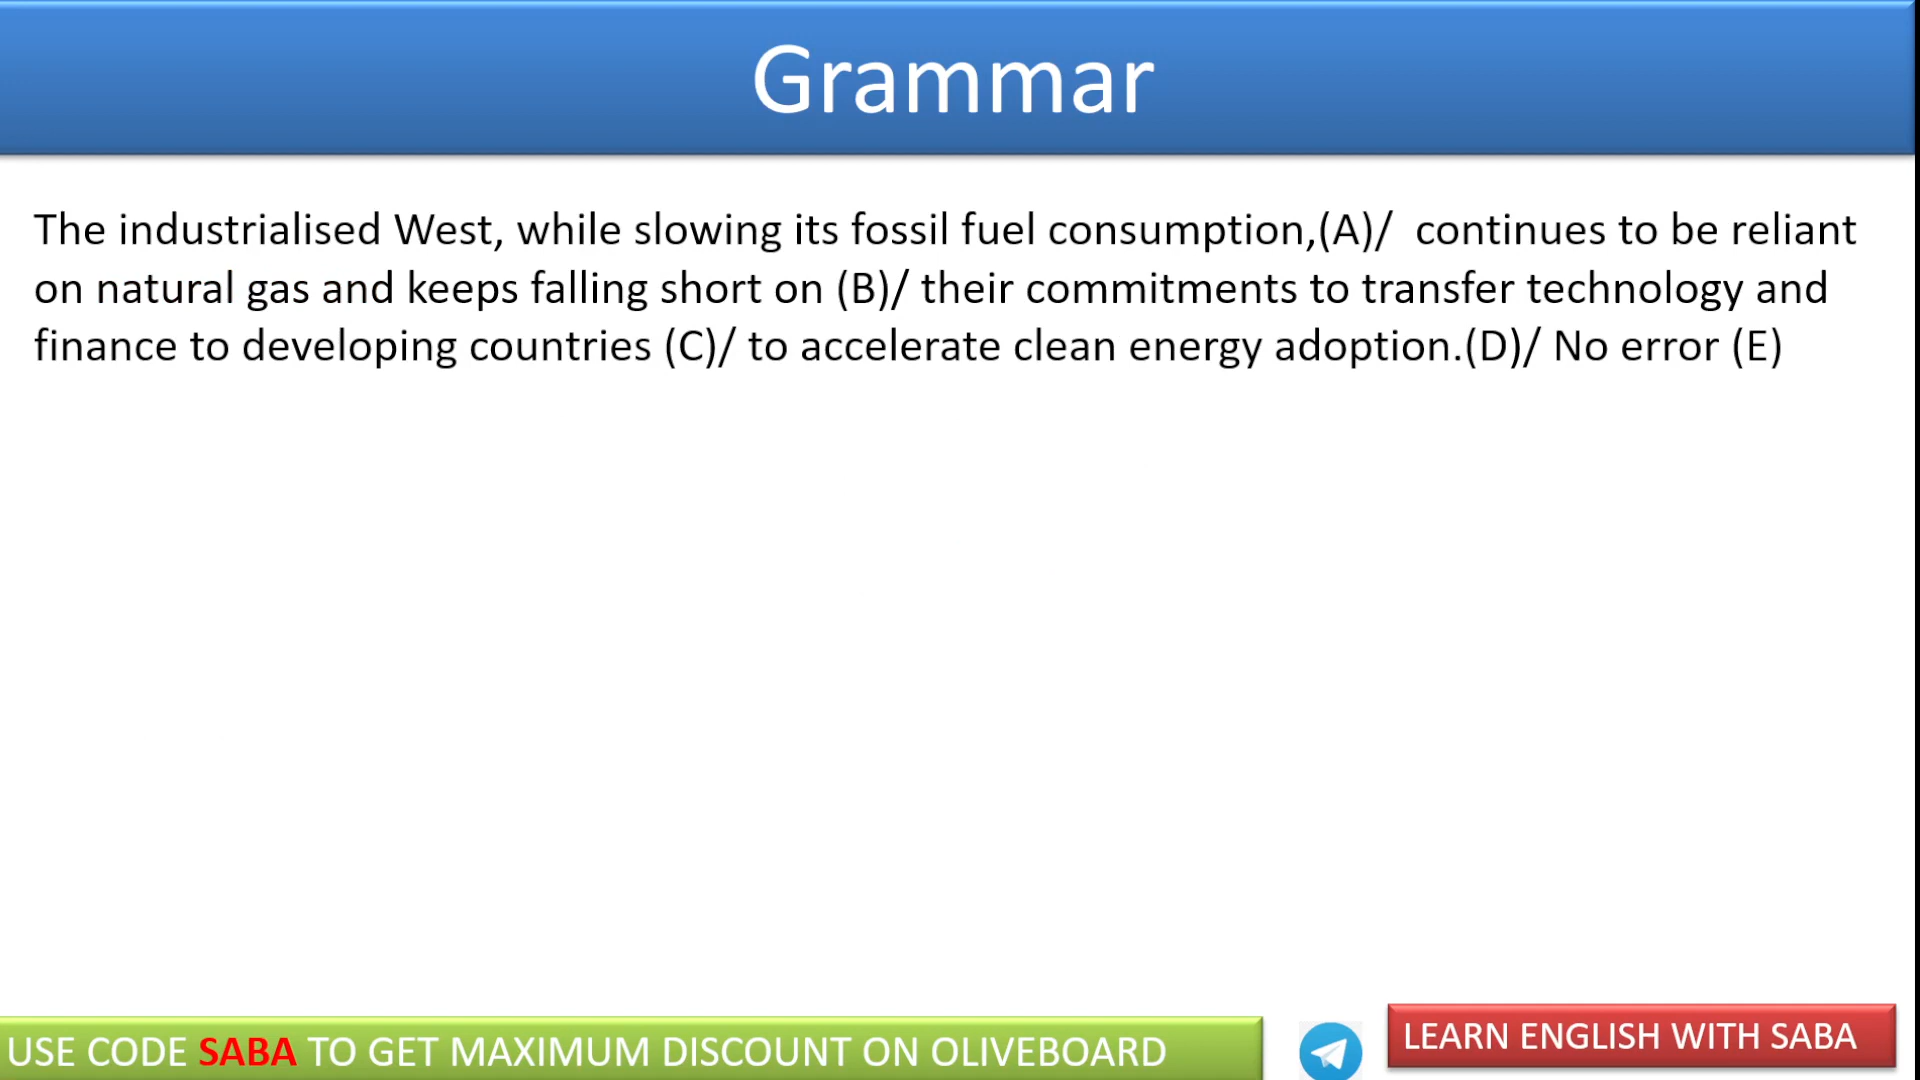 Grammar
The industrialised West, while slowing its fossil fuel consumption,(A)/ continues to be reliant
on natural gas and keeps falling short on (B)/ their commitments to transfer technology and
finance to developing countries (C)/ to accelerate clean energy adoption.(D)/ No error (E)
USE CODE SABA TO GET MAXIMUM DISCOUNT ON OLIVEBOARD
LEARN ENGLISH WITH SABA